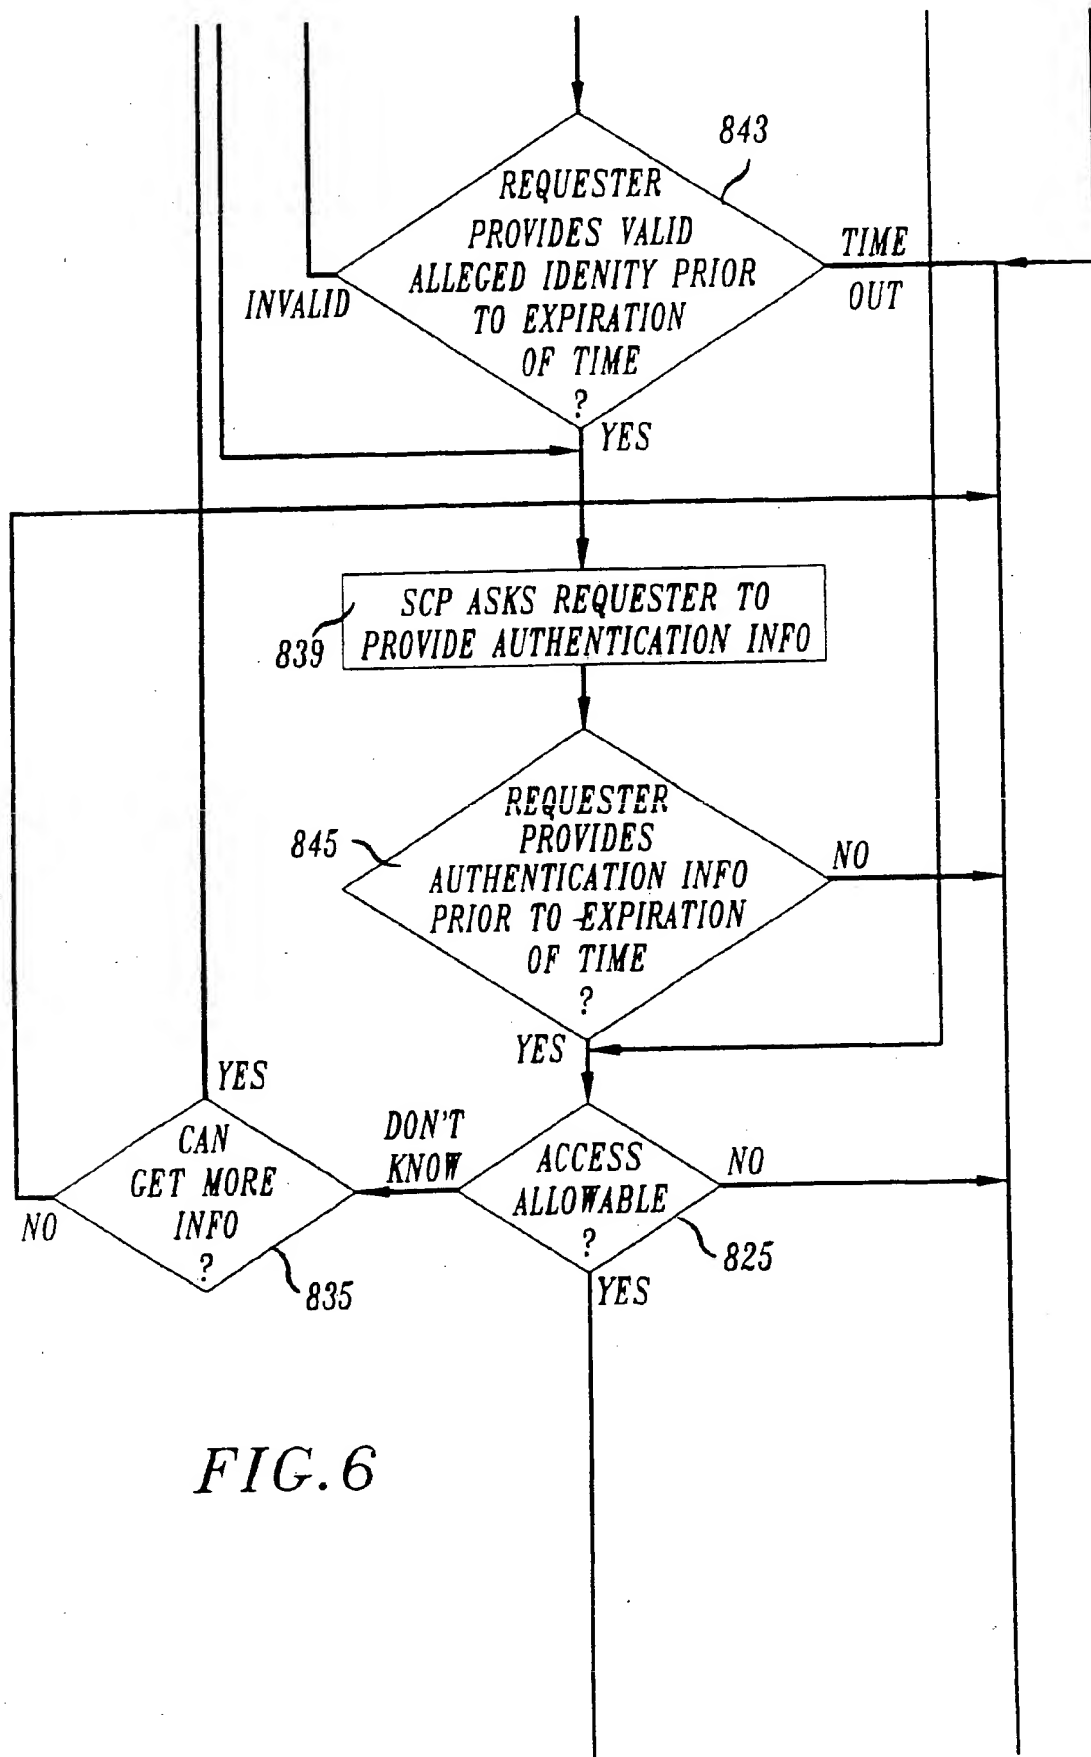 843
REQUESTER
PROVIDES VALID
ALLEGED IDENITY PRIOR
TO EXPIRATION
OF TIME
?
INVALID
TIME
OUT
YES
SCP ASKS REQUESTER TO
PROVIDE AUTHENTICATION INFO
839
REQUESTER
PROVIDES
AUTHENTICATION INFO
PRIOR TO EXPIRATION
OF TIME
?
845
NO
YES
YES
CAN
GET MORE
INFO
?
NO
835
DON'T
KNOW
ACCESS
ALLOWABLE
?
NO
825
YES
FIG.6